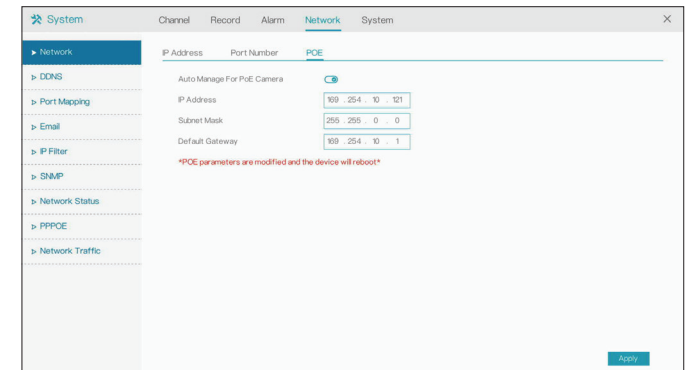 System
Channel Record Alarm Network System
Network
IP Address Port Number POE
DDNS
Auto Manage For PoE Camera
Port Mapping
IP Address 169 . 254 . 10 . 121
Subnet Mask 255 . 255 . 0 . 0
Email
Default Gateway 169 . 254 . 10 . 1
IP Filter
*POE parameters are modified and the device will reboot*
SNMP
Network Status
PPPOE
Network Traffic
Apply